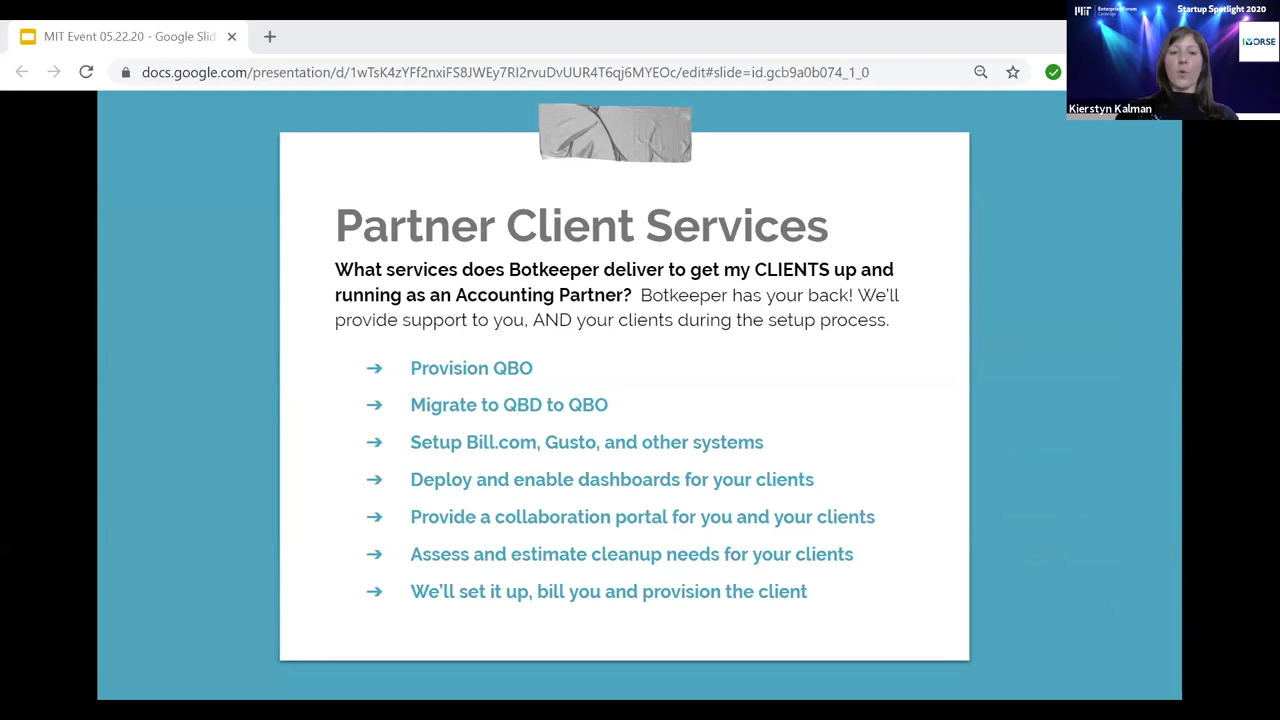 MIT Event 05.22.20 - Google Slid
docs.google.com/presentation/d/1wTsK4zYFf2nxiFS8JWEy7RI2rvuDvUUR4T6qj6MYEOc/edit#slide=id.gcb9a0b074_1_0
MIT Enterprise Forum
Cambridge
Startup Spotlight 2020
MORSE
Kierstyn Kalman
Partner Client Services
What services does Botkeeper deliver to get my CLIENTS up and
running as an Accounting Partner? Botkeeper has your back! We'll
provide support to you, AND your clients during the setup process.
➔ Provision QBO
➔ Migrate to QBD to QBO
➔ Setup Bill.com, Gusto, and other systems
➔ Deploy and enable dashboards for your clients
➔ Provide a collaboration portal for you and your clients
➔ Assess and estimate cleanup needs for your clients
➔ We'll set it up, bill you and provision the client